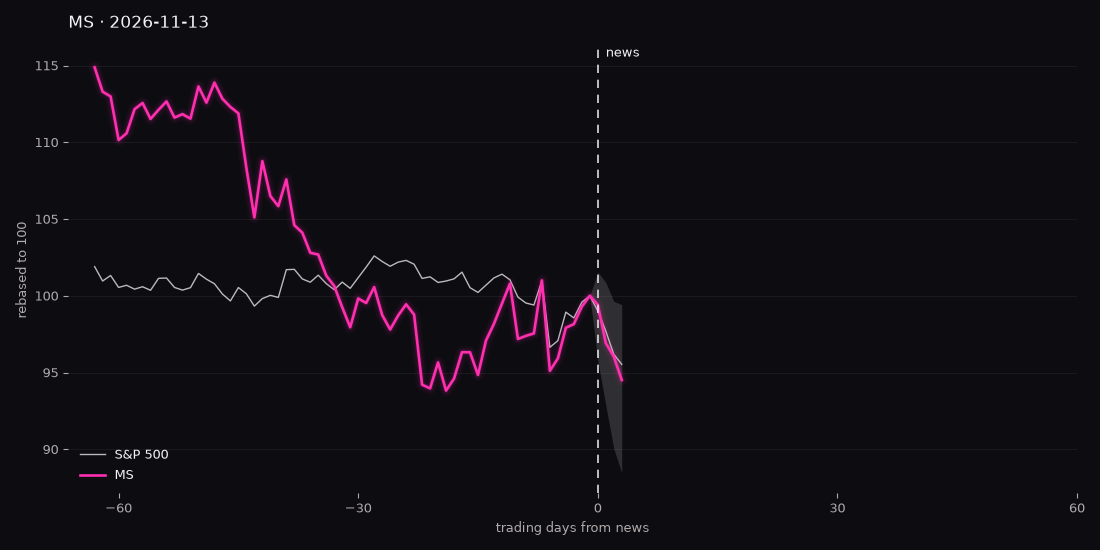 MS · 2026-11-13
news
115
110
105
100
95
90
rebased to 100
S&P 500
MS
−60
−30
0
30
60
trading days from news